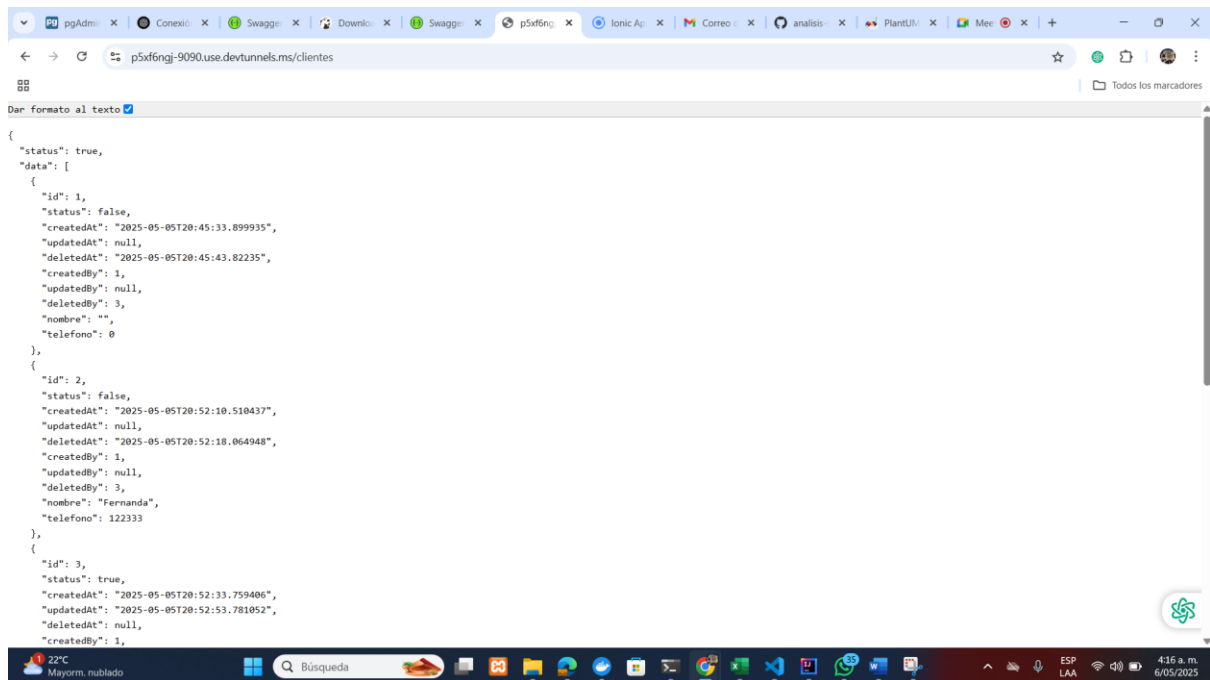 pgAdmi
Conexió
Swagge
Downlo
Swagge
p5xf6ng
Ionic Ap
Correo
analisis-
PlantUM
Mee
p5xf6ngj-9090.use.devtunnels.ms/clientes
Todos los marcadores
Dar formato al texto
{
  "status": true,
  "data": [
    {
      "id": 1,
      "status": false,
      "createdAt": "2025-05-05T20:45:33.899935",
      "updatedAt": null,
      "deletedAt": "2025-05-05T20:45:43.82235",
      "createdBy": 1,
      "updatedBy": null,
      "deletedBy": 3,
      "nombre": "",
      "telefono": 0
    },
    {
      "id": 2,
      "status": false,
      "createdAt": "2025-05-05T20:52:10.510437",
      "updatedAt": null,
      "deletedAt": "2025-05-05T20:52:18.064948",
      "createdBy": 1,
      "updatedBy": null,
      "deletedBy": 3,
      "nombre": "Fernanda",
      "telefono": 122333
    },
    {
      "id": 3,
      "status": true,
      "createdAt": "2025-05-05T20:52:33.759406",
      "updatedAt": "2025-05-05T20:52:53.781052",
      "deletedAt": null,
      "createdBy": 1,
1
22°C
Mayorm. nublado
Búsqueda
35
ESP
LAA
4:16 a. m.
6/05/2025